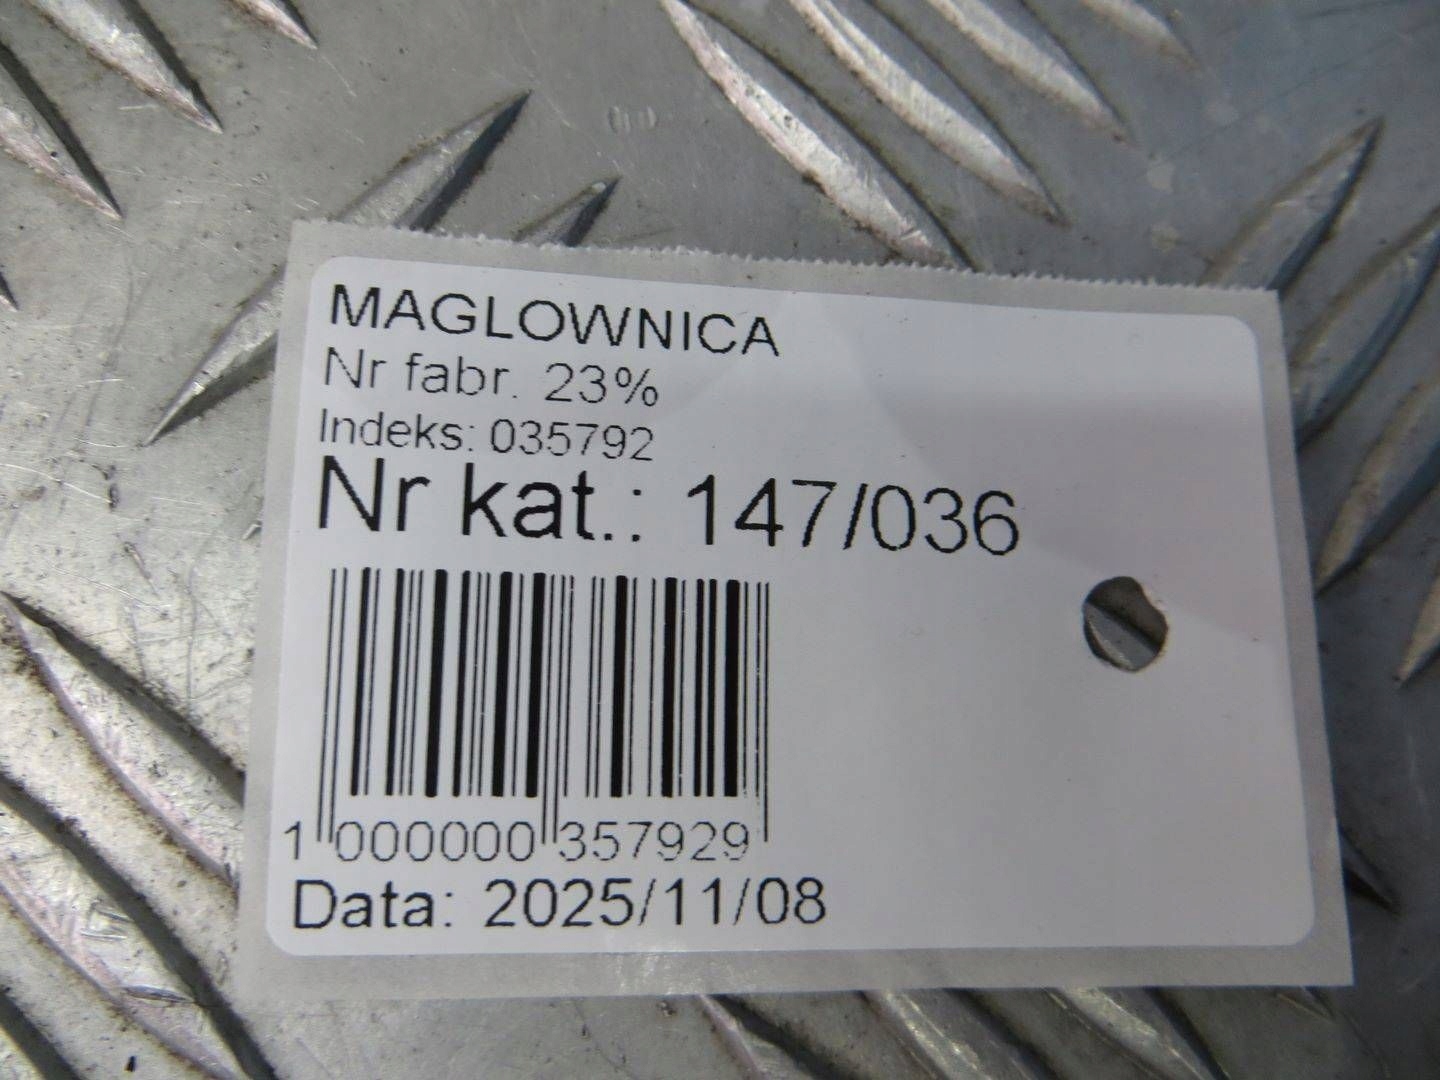 MAGLOWNICA
Nr fabr. 23%
Indeks: 035792
Nr kat.: 147/036
1 000000 357929
Data: 2025/11/08